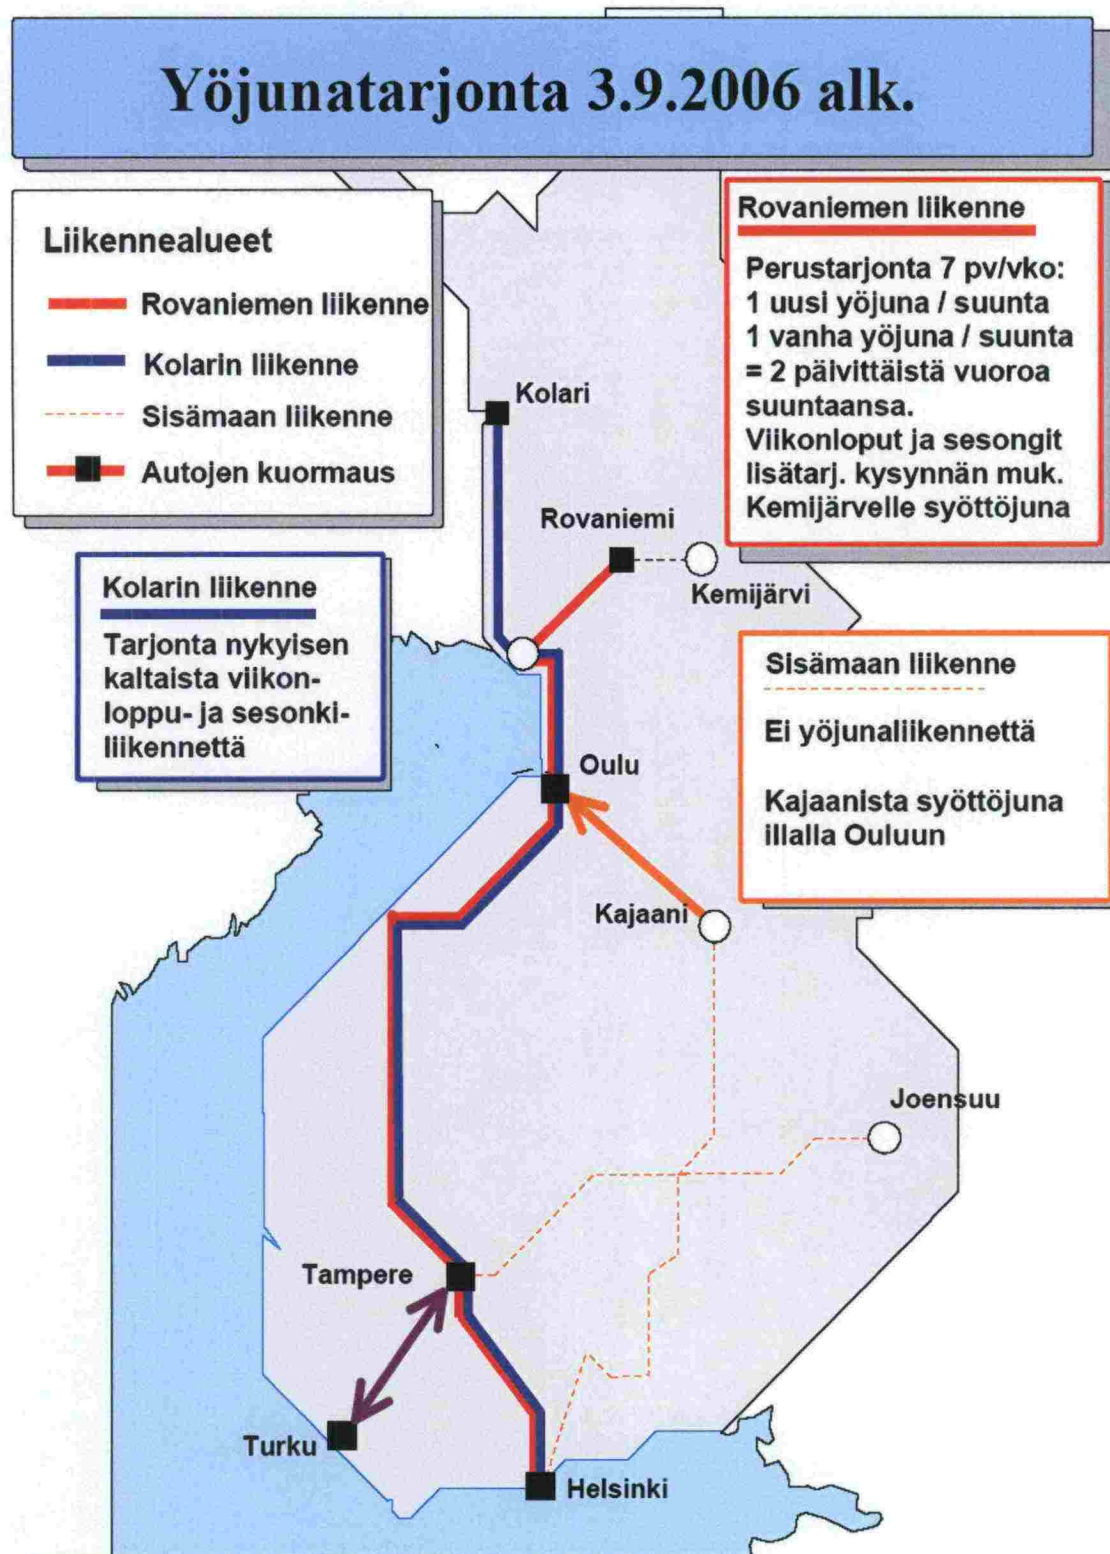 Yöjunatarjonta 3.9.2006 alk.
Liikennealueet
Rovaniemen liikenne
Kolarin liikenne
Sisämaan liikenne
Autojen kuormaus
Rovaniemen liikenne
Perustarjonta 7 pv/vko:
1 uusi yöjuna / suunta
1 vanha yöjuna / suunta
= 2 päivittäistä vuoroa
suuntaansa.
Viikonloput ja sesongit
lisätarj. kysynnän muk.
Kemijärvelle syöttöjuna
Kolari
Rovaniemi
Kemijärvi
Kolarin liikenne
Tarjonta nykyisen
kaltaista viikon-
loppu- ja sesonki-
liikennettä
Sisämaan liikenne
Ei yöjunaliikennettä
Kajaanista syöttöjuna
illalla Ouluun
Oulu
Kajaani
Joensuu
Tampere
Turku
Helsinki